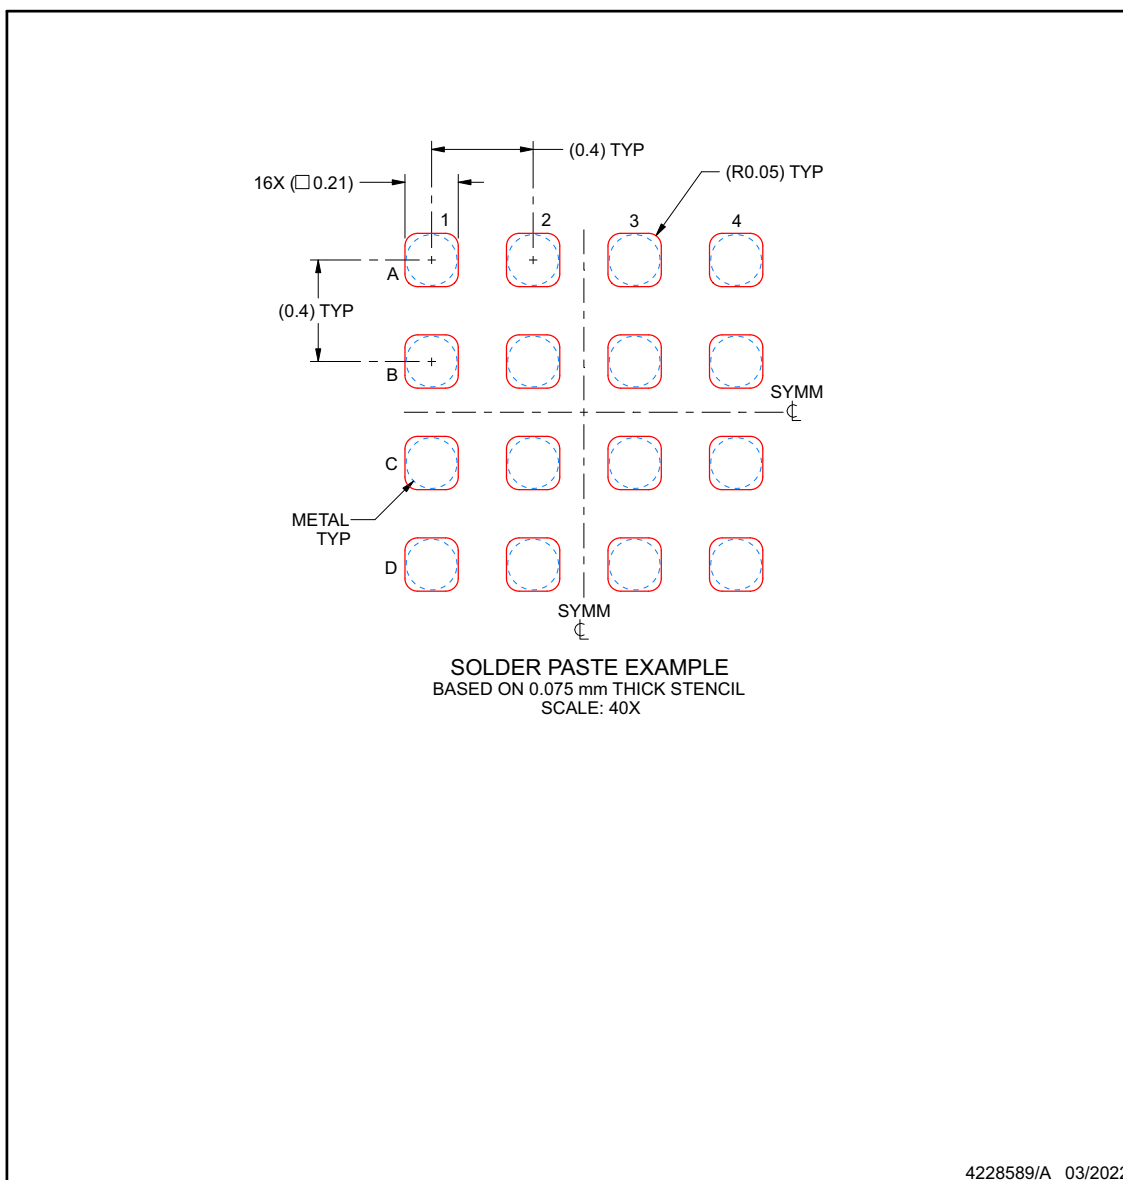 (0.4) TYP
16X (□ 0.21)
(R0.05) TYP
1 2 3 4
A
(0.4) TYP
B
SYMM
℄
C
METAL
TYP
D
SYMM
℄
SOLDER PASTE EXAMPLE
BASED ON 0.075 mm THICK STENCIL
SCALE: 40X
4228589/A 03/2022